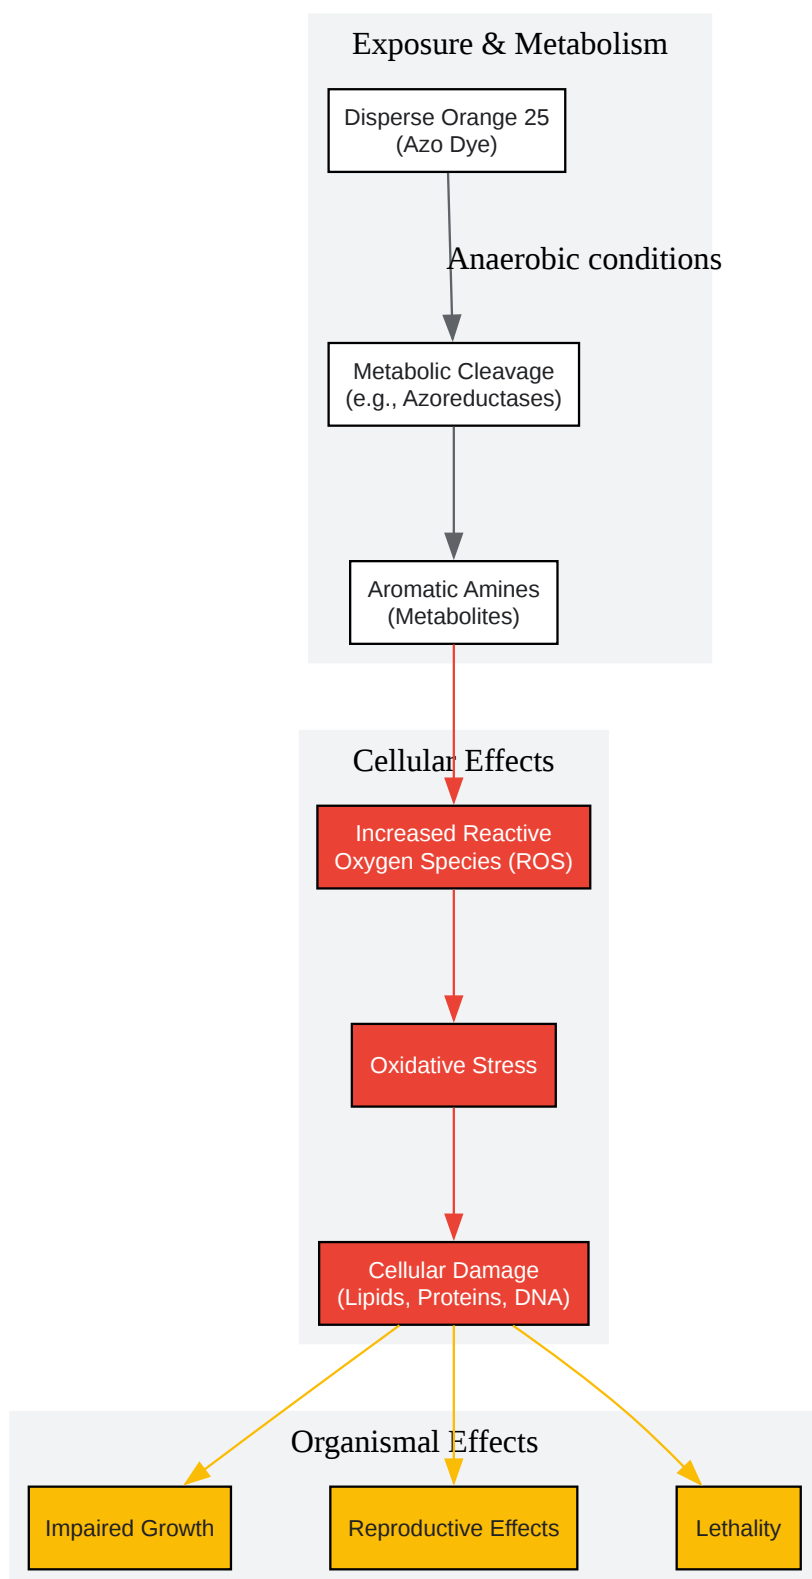 Exposure & Metabolism
Disperse Orange 25
(Azo Dye)
Anaerobic conditions
Metabolic Cleavage
(e.g., Azoreductases)
Aromatic Amines
(Metabolites)
Cellular Effects
Increased Reactive
Oxygen Species (ROS)
Oxidative Stress
Cellular Damage
(Lipids, Proteins, DNA)
Organismal Effects
Impaired Growth
Reproductive Effects
Lethality